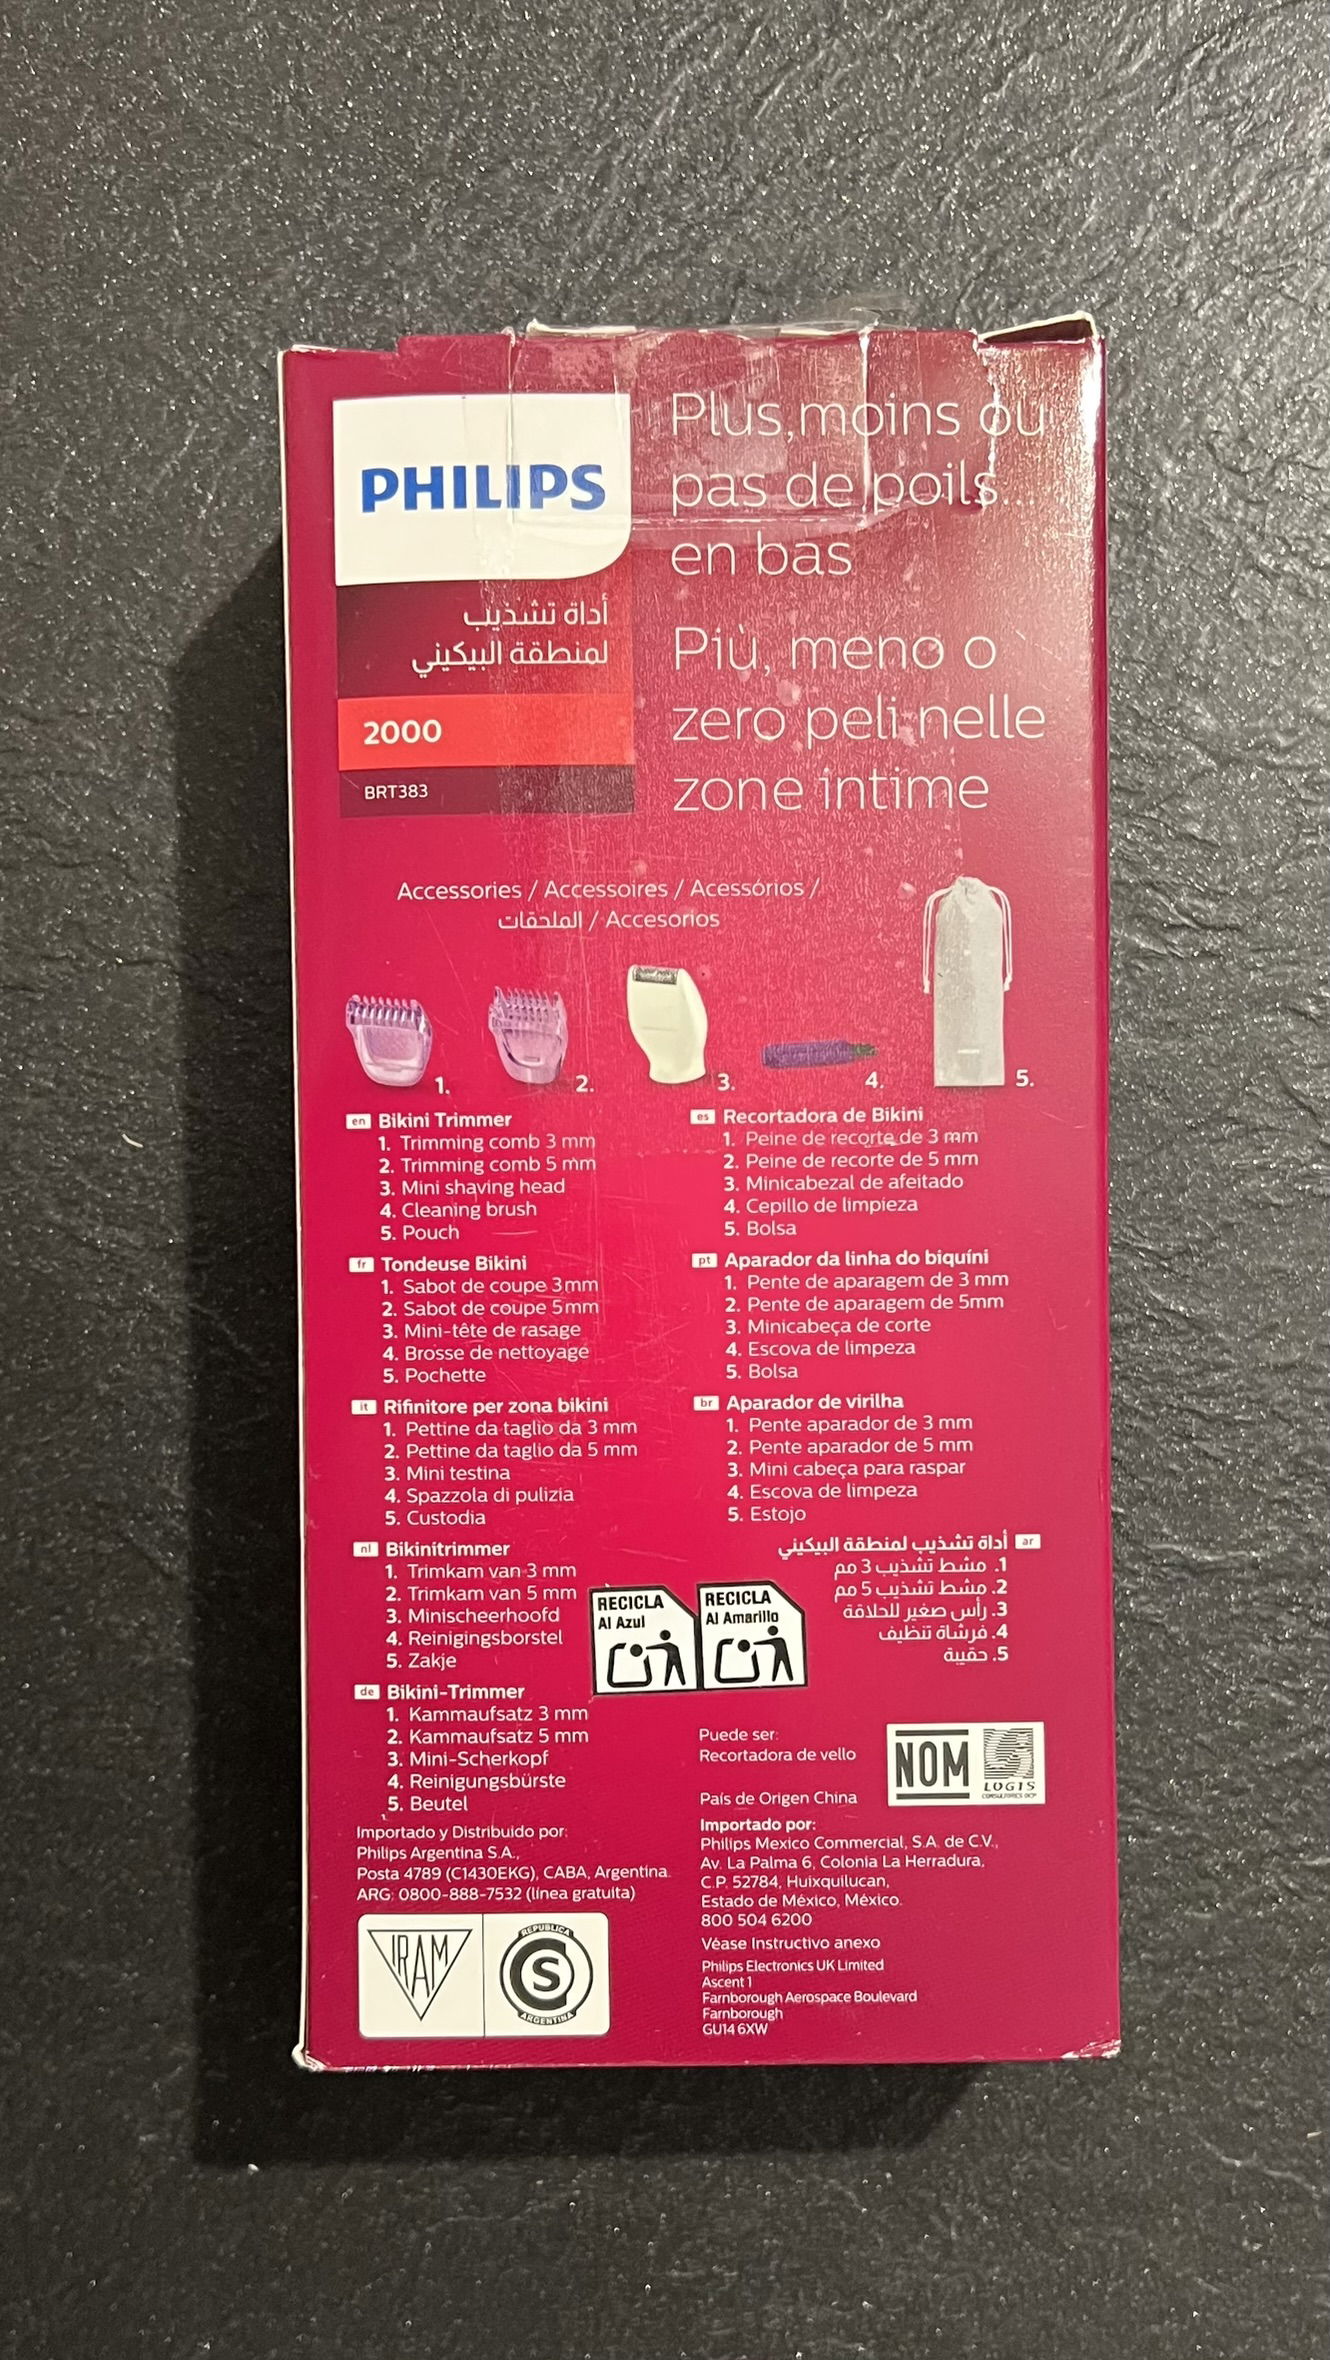 PHILIPS
أداة تشذيب
لمنطقة البيكيني
2000
BRT383
Plus, moins ou
pas de poils...
en bas
Più, meno o
zero peli nelle
zone intime
Accessories / Accessoires / Acessórios /
الملحقات / Accesorios
1.
2.
3.
4.
5.
en Bikini Trimmer
1. Trimming comb 3 mm
2. Trimming comb 5 mm
3. Mini shaving head
4. Cleaning brush
5. Pouch
fr Tondeuse Bikini
1. Sabot de coupe 3mm
2. Sabot de coupe 5mm
3. Mini-tête de rasage
4. Brosse de nettoyage
5. Pochette
it Rifinitore per zona bikini
1. Pettine da taglio da 3 mm
2. Pettine da taglio da 5 mm
3. Mini testina
4. Spazzola di pulizia
5. Custodia
nl Bikinitrimmer
1. Trimkam van 3 mm
2. Trimkam van 5 mm
3. Minischeerhoofd
4. Reinigingsborstel
5. Zakje
de Bikini-Trimmer
1. Kammaufsatz 3 mm
2. Kammaufsatz 5 mm
3. Mini-Scherkopf
4. Reinigungsbürste
5. Beutel
Importado y Distribuido por:
Philips Argentina S.A.,
Posta 4789 (C1430EKG), CABA, Argentina.
ARG: 0800-888-7532 (línea gratuita)
IRAM
REPUBLICA
S
ARGENTINA
es Recortadora de Bikini
1. Peine de recorte de 3 mm
2. Peine de recorte de 5 mm
3. Minicabezal de afeitado
4. Cepillo de limpieza
5. Bolsa
pt Aparador da linha do biquíni
1. Pente de aparagem de 3 mm
2. Pente de aparagem de 5mm
3. Minicabeça de corte
4. Escova de limpeza
5. Bolsa
br Aparador de virilha
1. Pente aparador de 3 mm
2. Pente aparador de 5 mm
3. Mini cabeça para raspar
4. Escova de limpeza
5. Estojo
ar أداة تشذيب لمنطقة البيكيني
1. مشط تشذيب 3 مم
2. مشط تشذيب 5 مم
3. رأس صغير للحلاقة
4. فرشاة تنظيف
5. حقيبة
RECICLA
Al Azul
RECICLA
Al Amarillo
Puede ser:
Recortadora de vello
País de Origen China
NOM
LOGIS
CONSULTORES OCP
Importado por:
Philips Mexico Commercial, S.A. de C.V.,
Av. La Palma 6, Colonia La Herradura,
C.P. 52784, Huixquilucan,
Estado de México, México.
800 504 6200
Véase Instructivo anexo
Philips Electronics UK Limited
Ascent 1
Farnborough Aerospace Boulevard
Farnborough
GU14 6XW